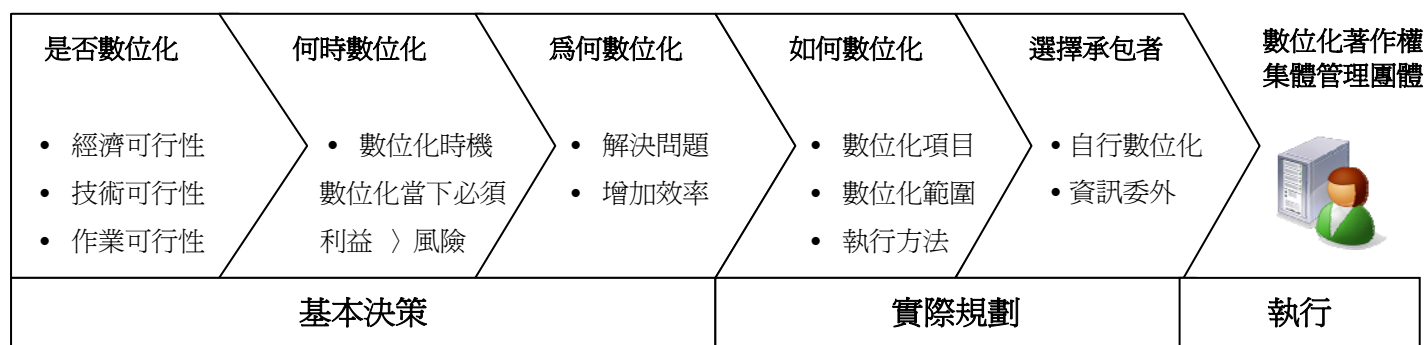 是否數位化
• 經濟可行性
• 技術可行性
• 作業可行性
何時數位化
• 數位化時機
數位化當下必須
利益 〉風險
為何數位化
• 解決問題
• 增加效率
如何數位化
• 數位化項目
• 數位化範圍
• 執行方法
選擇承包者
• 自行數位化
• 資訊委外
數位化著作權
集體管理團體
基本決策
實際規劃
執行